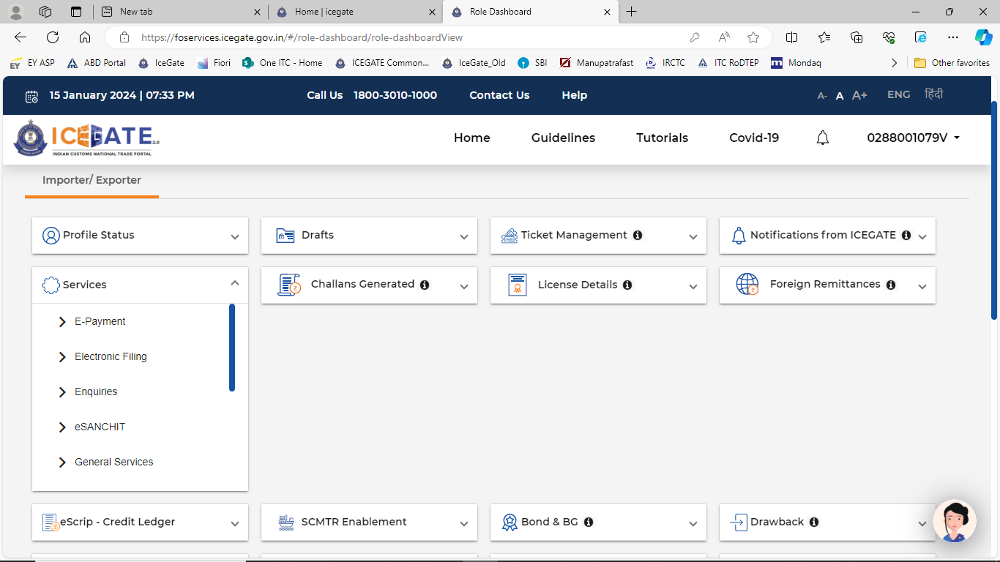 New tab
Home | icegate
Role Dashboard
https://foservices.icegate.gov.in/#/role-dashboard/role-dashboardView
EY EY ASP
ABD Portal
IceGate
Fiori
One ITC - Home
ICEGATE Common...
IceGate_Old
SBI
Manupatrafast
IRCTC
ITC RoDTEP
Mondaq
Other favorites
15 January 2024 | 07:33 PM
Call Us 1800-3010-1000
Contact Us
Help
A- A A+
ENG हिंदी
ICEGATE 2.0
INDIAN CUSTOMS NATIONAL TRADE PORTAL
Home
Guidelines
Tutorials
Covid-19
0288001079V
Importer/ Exporter
Profile Status
Drafts
Ticket Management
Notifications from ICEGATE
Services
Challans Generated
License Details
Foreign Remittances
E-Payment
Electronic Filing
Enquiries
eSANCHIT
General Services
eScrip - Credit Ledger
SCMTR Enablement
Bond & BG
Drawback